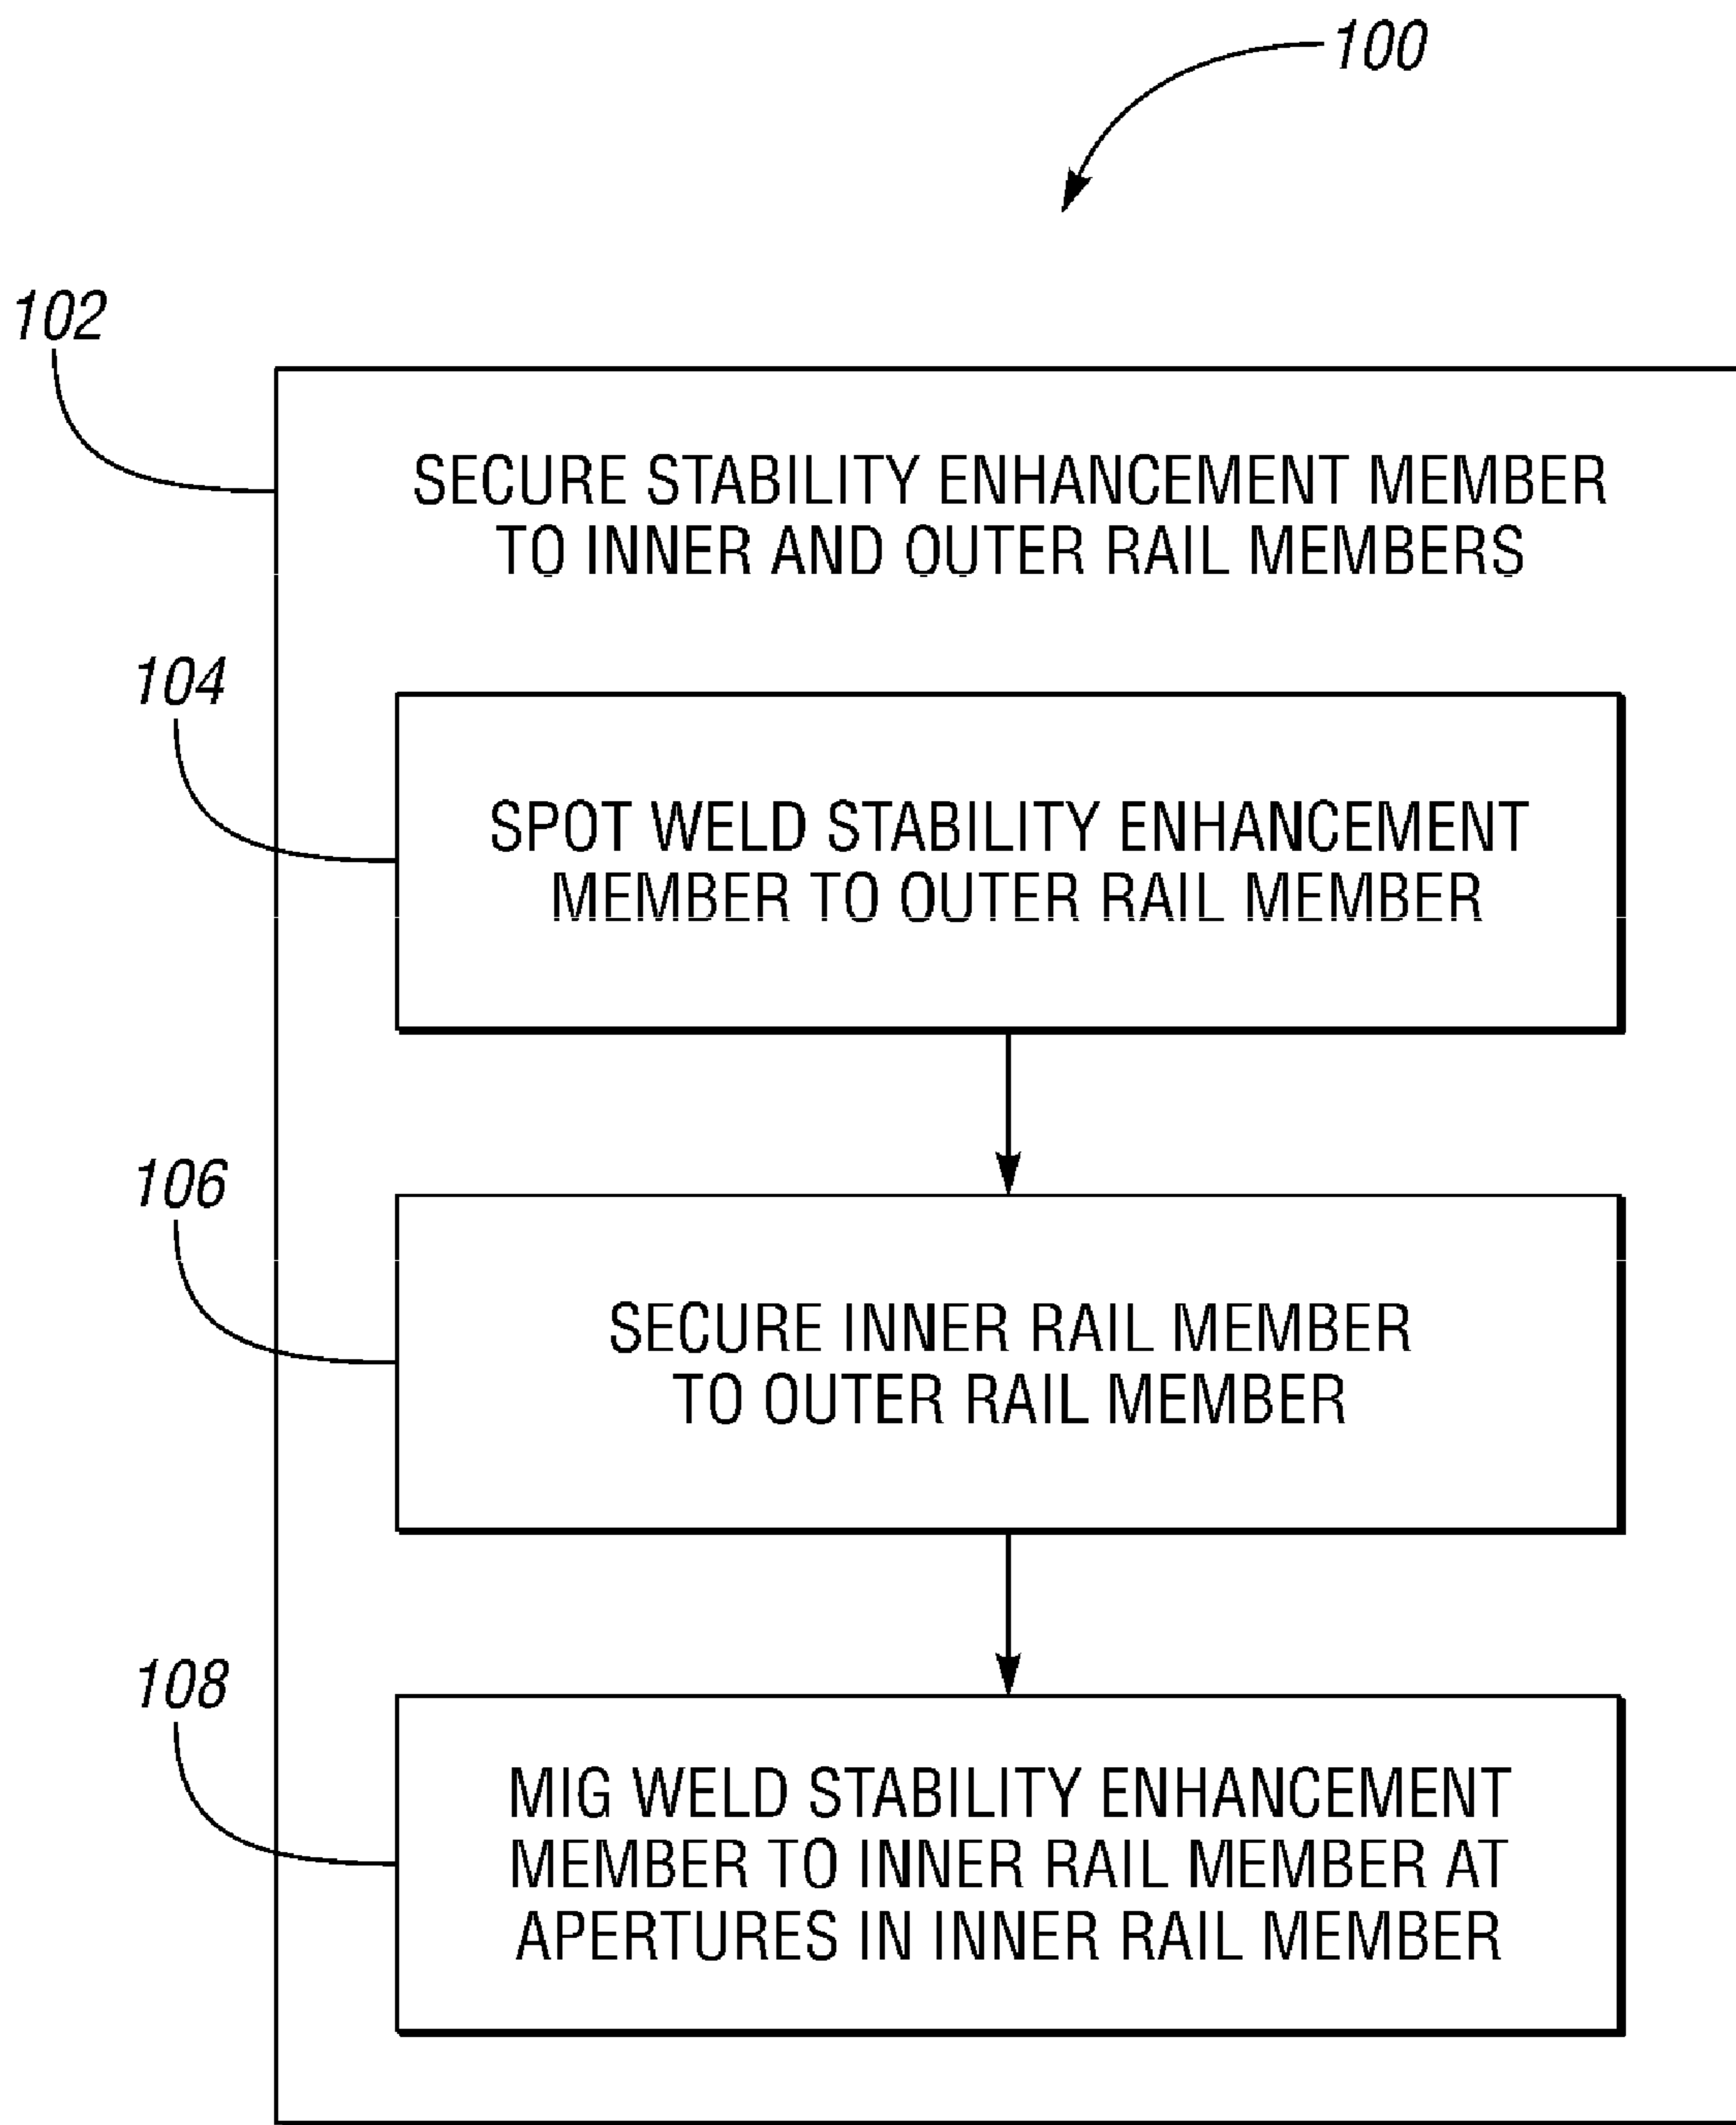 100
102
SECURE STABILITY ENHANCEMENT MEMBER
TO INNER AND OUTER RAIL MEMBERS
104
SPOT WELD STABILITY ENHANCEMENT
MEMBER TO OUTER RAIL MEMBER
106
SECURE INNER RAIL MEMBER
TO OUTER RAIL MEMBER
108
MIG WELD STABILITY ENHANCEMENT
MEMBER TO INNER RAIL MEMBER AT
APERTURES IN INNER RAIL MEMBER